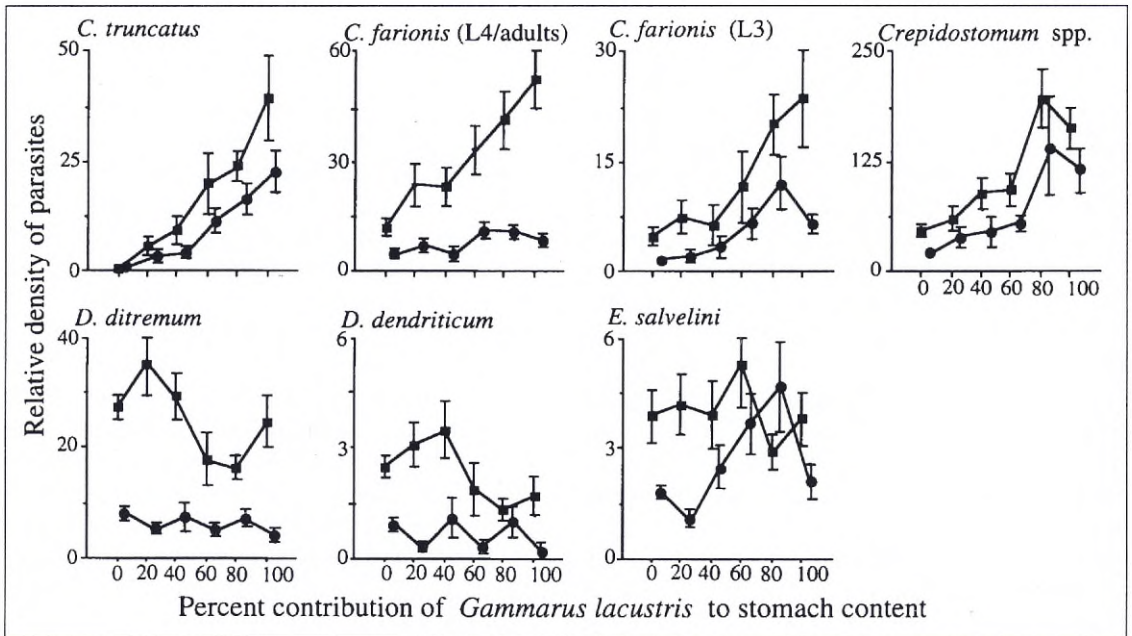 C. truncatus
C. farionis (L4/adults)
C. farionis (L3)
Crepidostomum spp.
50
25
0
60
30
0
30
15
0
250
125
0
0 20 40 60 80 100
Relative density of parasites
D. ditremum
D. dendriticum
E. salvelini
40
20
0
6
3
0
6
3
0
0 20 40 60 80 100
0 20 40 60 80 100
0 20 40 60 80 100
Percent contribution of Gammarus lacustris to stomach content